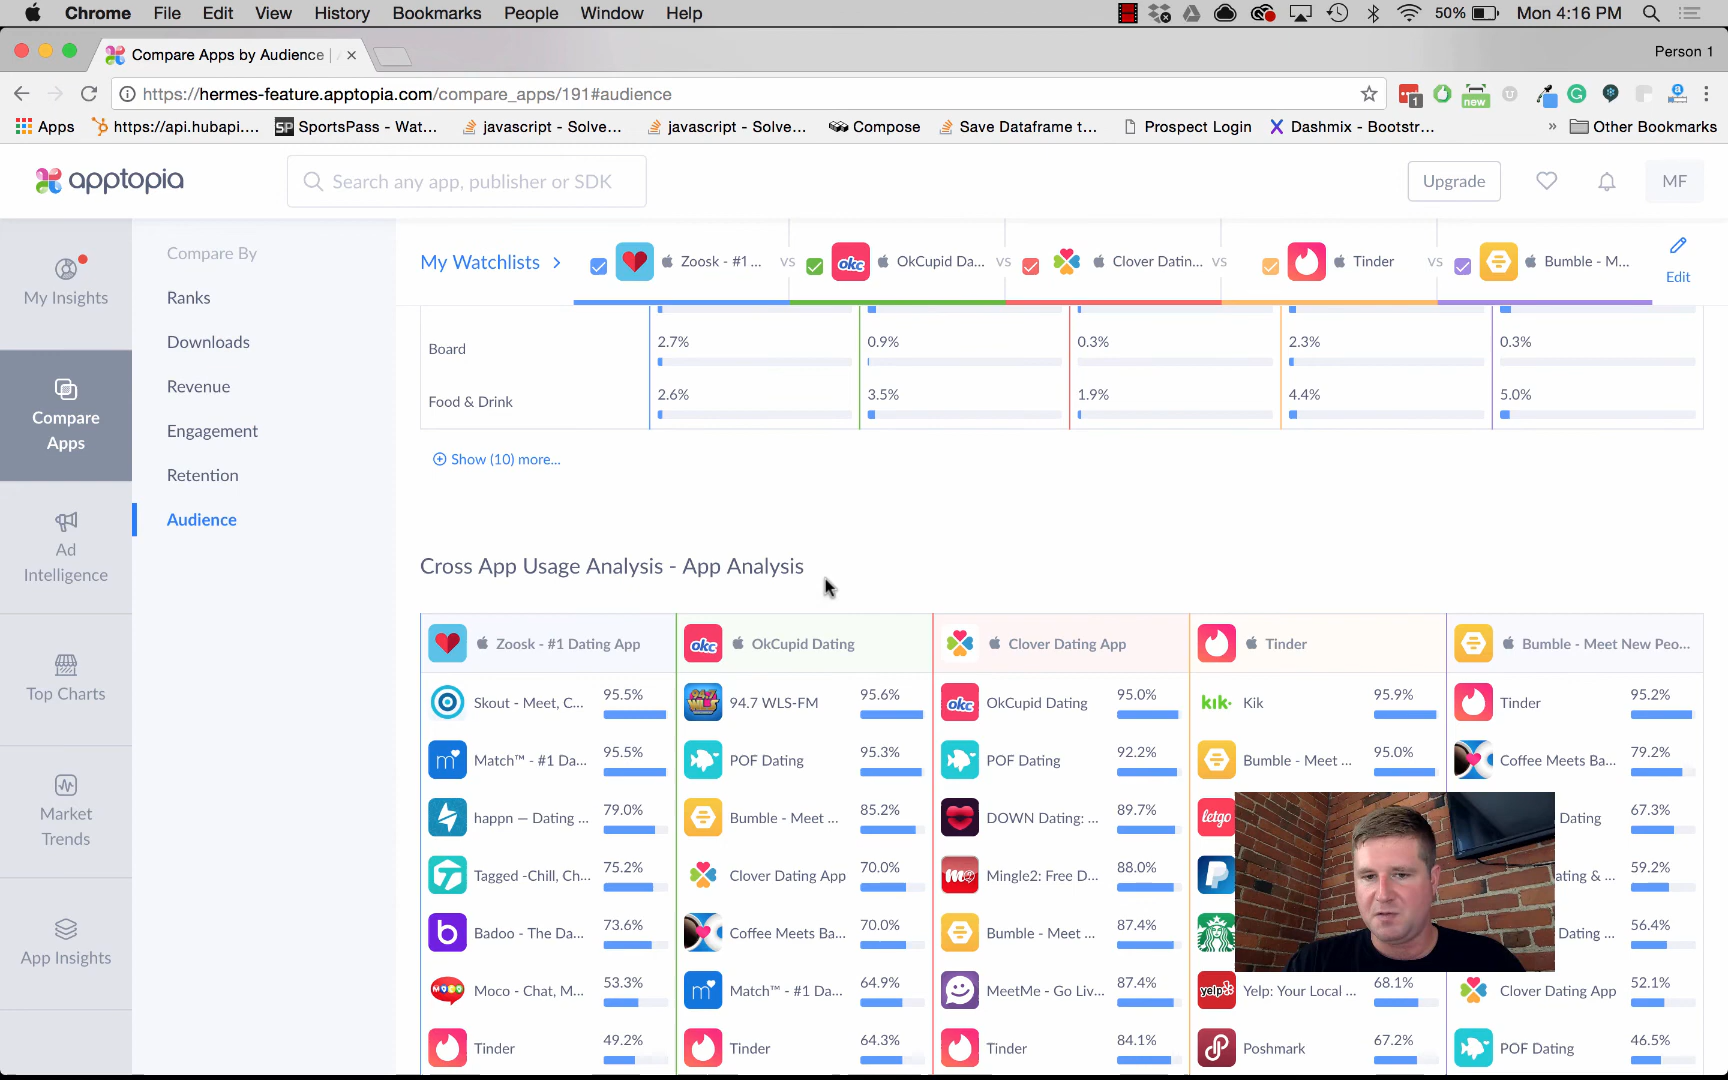 Chrome File Edit View History Bookmarks People Window Help 50% Mon 4:16 PM
Compare Apps by Audience | Person 1
https://hermes-feature.apptopia.com/compare_apps/191#audience
1 new
Apps https://api.hubapi.... SP SportsPass - Wat... javascript - Solve... javascript - Solve... Compose Save Dataframe t... Prospect Login Dashmix - Bootstr... » Other Bookmarks
apptopia Search any app, publisher or SDK Upgrade MF
My Insights
Compare Apps
Ad Intelligence
Top Charts
Market Trends
App Insights
Compare By
Ranks
Downloads
Revenue
Engagement
Retention
Audience
My Watchlists > Zoosk - #1 ... VS okc OkCupid Da... VS Clover Datin... VS Tinder VS Bumble - M... Edit
Board 2.7% 0.9% 0.3% 2.3% 0.3%
Food & Drink 2.6% 3.5% 1.9% 4.4% 5.0%
Show (10) more...
Cross App Usage Analysis - App Analysis
Zoosk - #1 Dating App okc OkCupid Dating Clover Dating App Tinder Bumble - Meet New Peo...
Skout - Meet, C... 95.5% 94.7 WLS-FM 95.6% okc OkCupid Dating 95.0% kik Kik 95.9% Tinder 95.2%
m Match™ - #1 Da... 95.5% POF Dating 95.3% POF Dating 92.2% Bumble - Meet ... 95.0% Coffee Meets Ba... 79.2%
happn — Dating ... 79.0% Bumble - Meet ... 85.2% DOWN Dating: ... 89.7% letgo Dating 67.3%
Tagged -Chill, Ch... 75.2% Clover Dating App 70.0% Mingle2: Free D... 88.0% ating & ... 59.2%
b Badoo - The Da... 73.6% Coffee Meets Ba... 70.0% Bumble - Meet ... 87.4% Dating ... 56.4%
MOCO Moco - Chat, M... 53.3% m Match™ - #1 Da... 64.9% MeetMe - Go Liv... 87.4% yelp Yelp: Your Local ... 68.1% Clover Dating App 52.1%
Tinder 49.2% Tinder 64.3% Tinder 84.1% Poshmark 67.2% POF Dating 46.5%